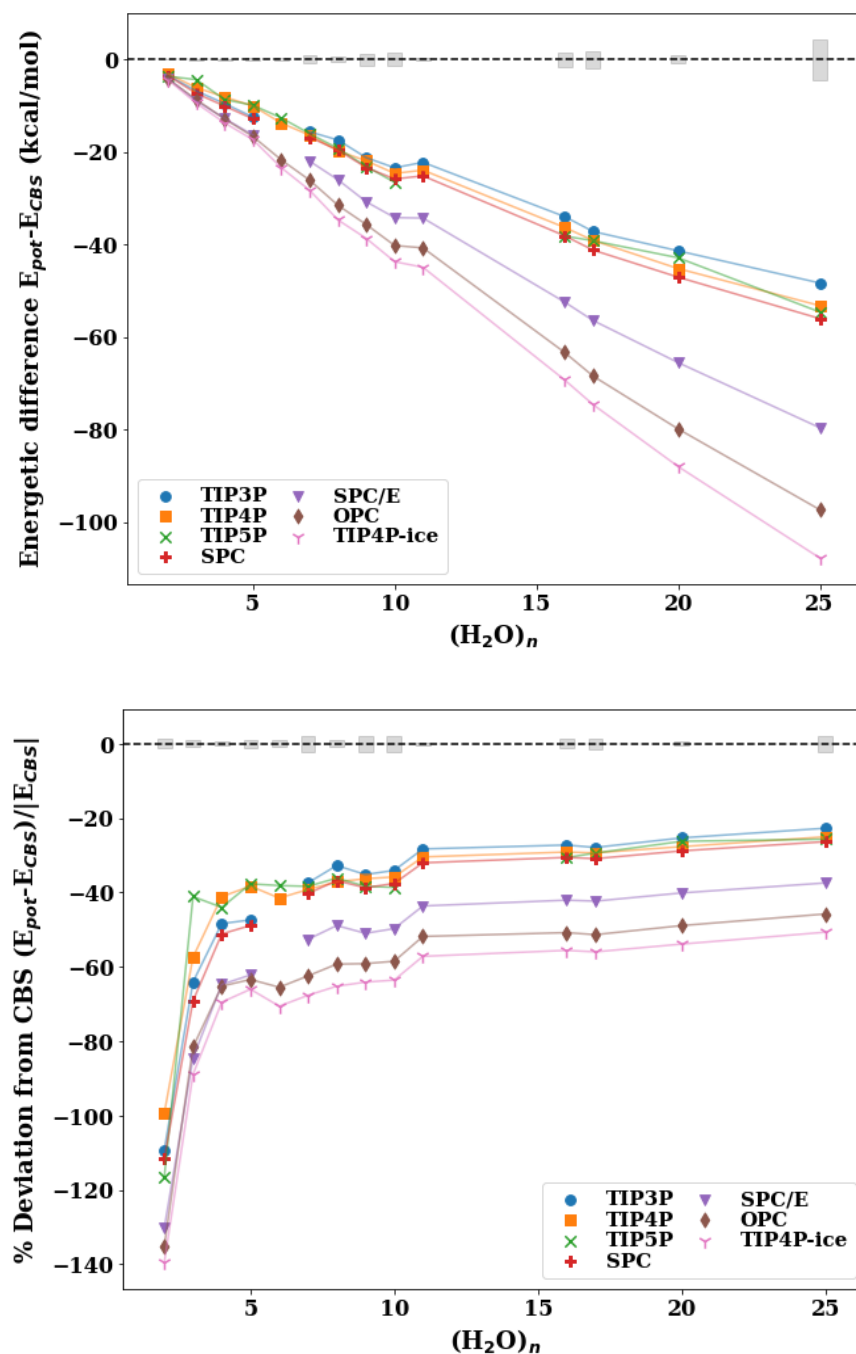 Energetic difference E_pot-E_CBS (kcal/mol)
0
−20
−40
−60
−80
−100
TIP3P
TIP4P
TIP5P
SPC
SPC/E
OPC
TIP4P-ice
5
10
15
20
25
(H₂O)ₙ
% Deviation from CBS (E_pot-E_CBS)/|E_CBS|
0
−20
−40
−60
−80
−100
−120
−140
TIP3P
TIP4P
TIP5P
SPC
SPC/E
OPC
TIP4P-ice
5
10
15
20
25
(H₂O)ₙ